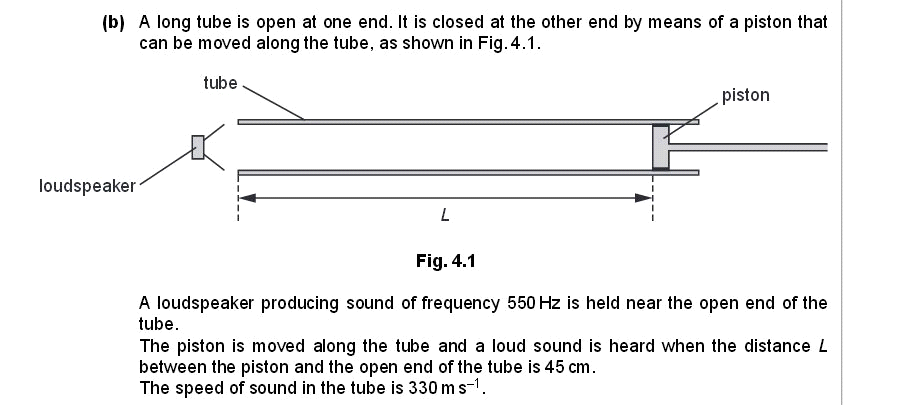 (b) A long tube is open at one end. It is closed at the other end by means of a piston that
can be moved along the tube, as shown in Fig. 4.1.
tube
piston
loudspeaker
L
Fig. 4.1
A loudspeaker producing sound of frequency 550 Hz is held near the open end of the
tube.
The piston is moved along the tube and a loud sound is heard when the distance L
between the piston and the open end of the tube is 45 cm.
The speed of sound in the tube is 330 m s⁻¹.